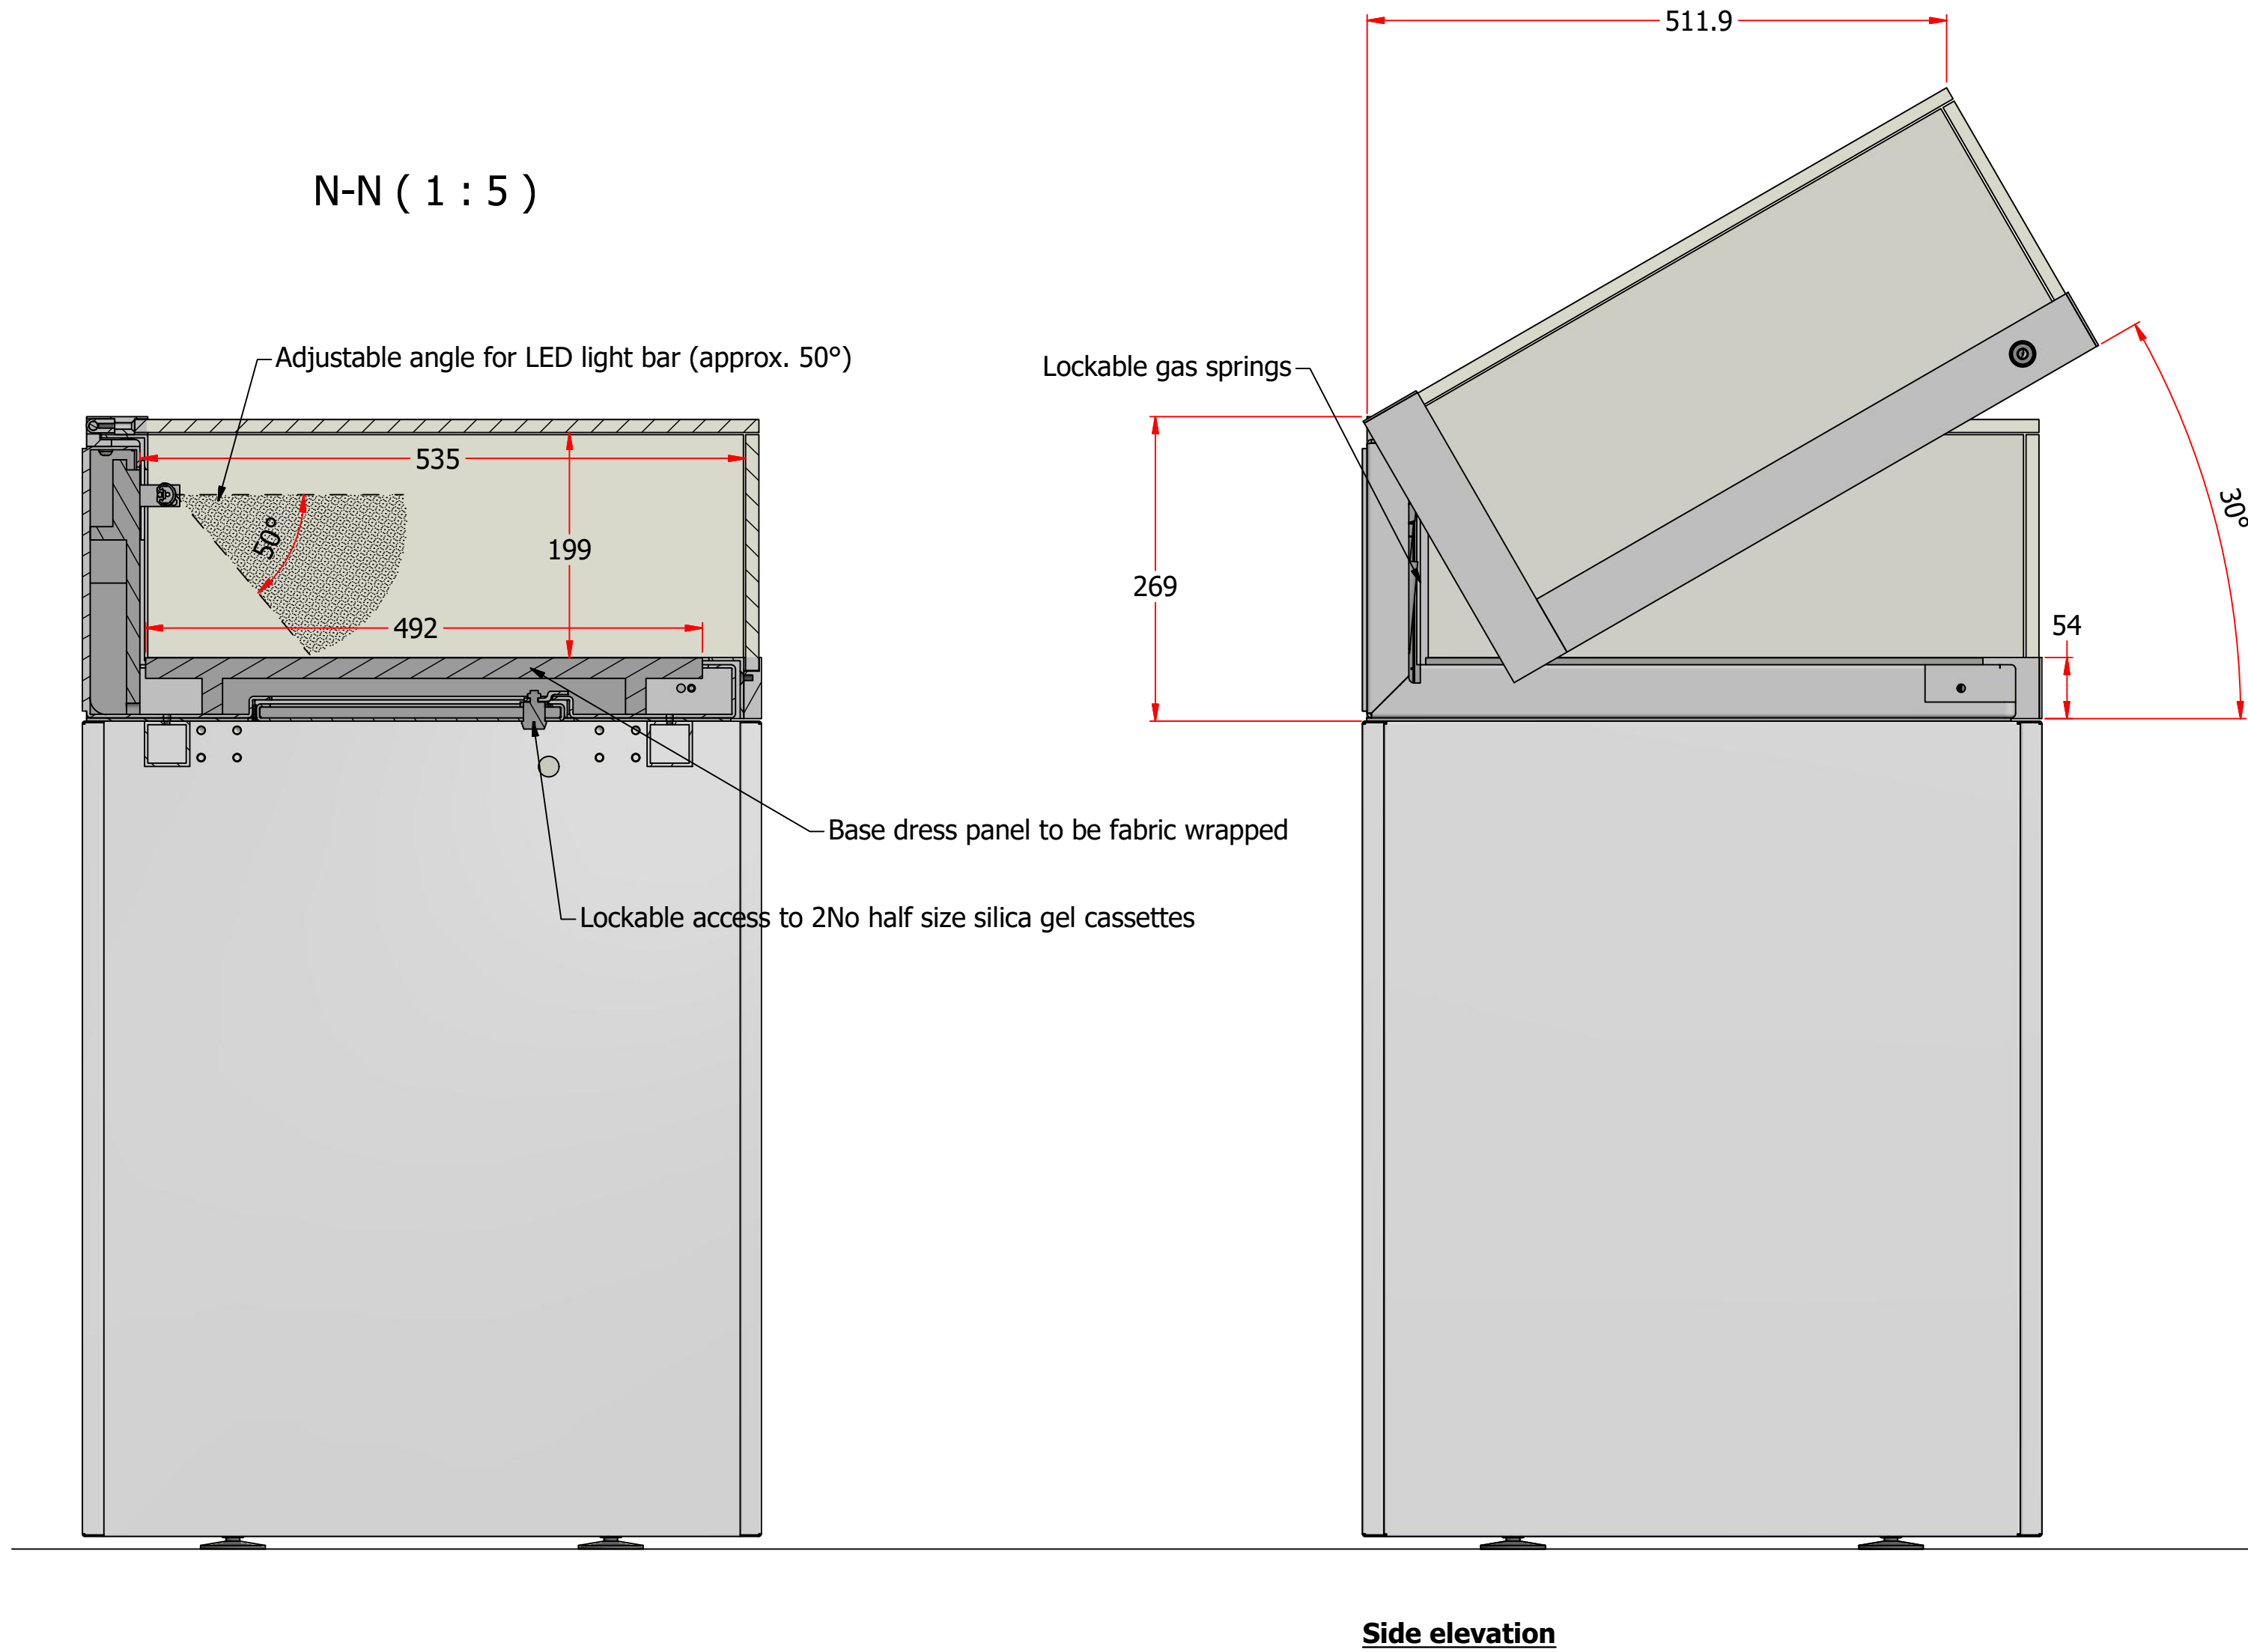 511.9
N-N ( 1 : 5 )
Adjustable angle for LED light bar (approx. 50°)
Lockable gas springs
535
30°
50°
199
269
492
54
Base dress panel to be fabric wrapped
Lockable access to 2No half size silica gel cassettes
Side elevation